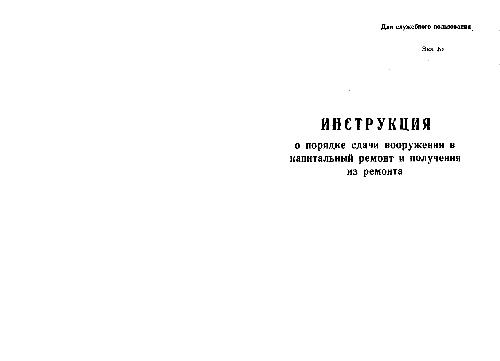 Для служебного пользования
Экз. №
ИНСТРУКЦИЯ
о порядке сдачи вооружения в
капитальный ремонт и получения
из ремонта